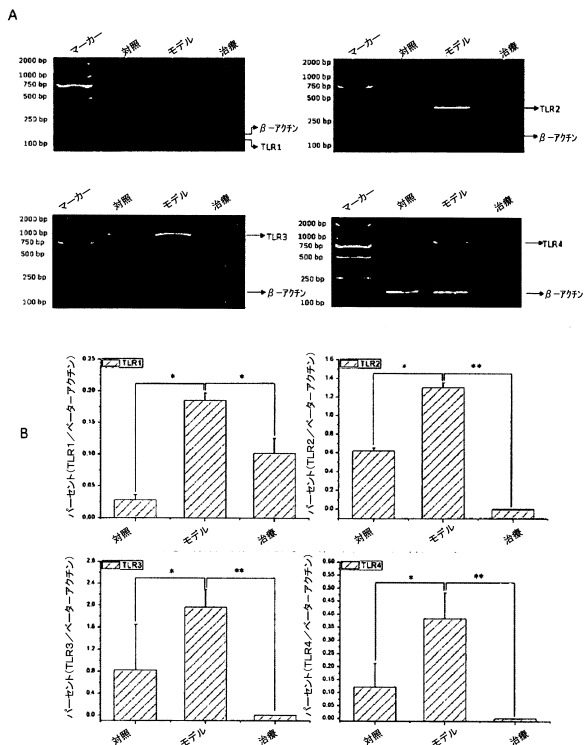 A
マーカー 対照 モデル 治療
2000 bp
1000 bp
750 bp
500 bp
250 bp
100 bp
β-アクチン
TLR1
マーカー 対照 モデル 治療
2000 bp
1000 bp
750 bp
500 bp
250 bp
100 bp
TLR2
β-アクチン
マーカー 対照 モデル 治療
2000 bp
1000 bp
750 bp
500 bp
250 bp
100 bp
TLR3
β-アクチン
マーカー 対照 モデル 治療
2000 bp
1000 bp
750 bp
500 bp
250 bp
100 bp
TLR4
β-アクチン
B
TLR1
パーセント(TLR1/ベーターアクチン)
0.25
0.20
0.15
0.10
0.05
0.00
* *
対照 モデル 治療
TLR2
パーセント(TLR2/ベーターアクチン)
1.6
1.4
1.2
1.0
0.8
0.6
0.4
0.2
0.0
* **
対照 モデル 治療
TLR3
パーセント(TLR3/ベーターアクチン)
2.8
2.4
2.0
1.6
1.2
0.8
0.4
0.0
* **
対照 モデル 治療
TLR4
パーセント(TLR4/ベーターアクチン)
0.60
0.55
0.50
0.45
0.40
0.35
0.30
0.25
0.20
0.15
0.10
0.05
0.00
* **
対照 モデル 治療